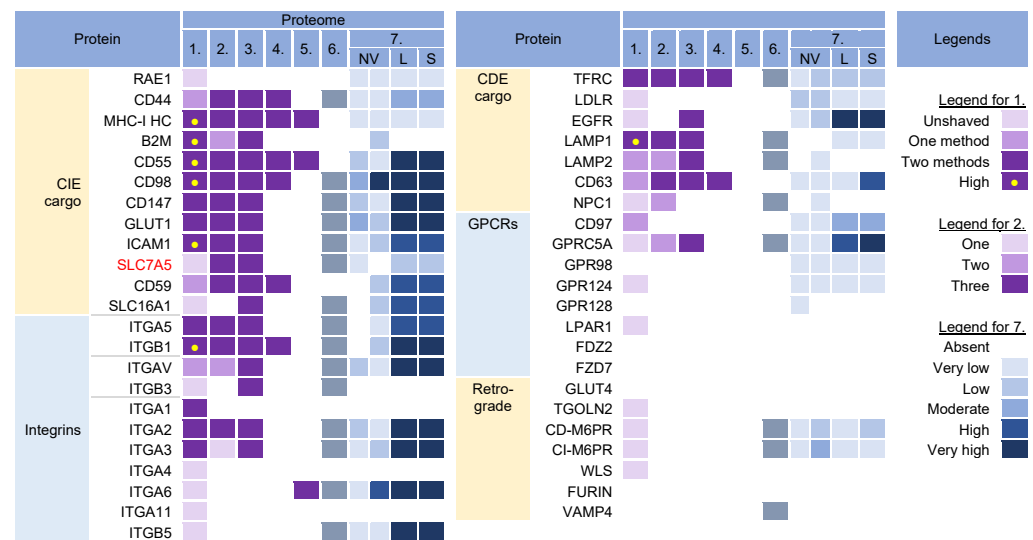 Protein
Proteome
1. 2. 3. 4. 5. 6. 7.
NV L S
CIE cargo
RAE1
CD44
MHC-I HC
B2M
CD55
CD98
CD147
GLUT1
ICAM1
SLC7A5
CD59
SLC16A1
Integrins
ITGA5
ITGB1
ITGAV
ITGB3
ITGA1
ITGA2
ITGA3
ITGA4
ITGA6
ITGA11
ITGB5
Protein
1. 2. 3. 4. 5. 6. 7.
NV L S
CDE cargo
TFRC
LDLR
EGFR
LAMP1
LAMP2
CD63
NPC1
GPCRs
CD97
GPRC5A
GPR98
GPR124
GPR128
LPAR1
FDZ2
FZD7
Retro-
grade
GLUT4
TGOLN2
CD-M6PR
CI-M6PR
WLS
FURIN
VAMP4
Legends
Legend for 1.
Unshaved
One method
Two methods
High
Legend for 2.
One
Two
Three
Legend for 7.
Absent
Very low
Low
Moderate
High
Very high